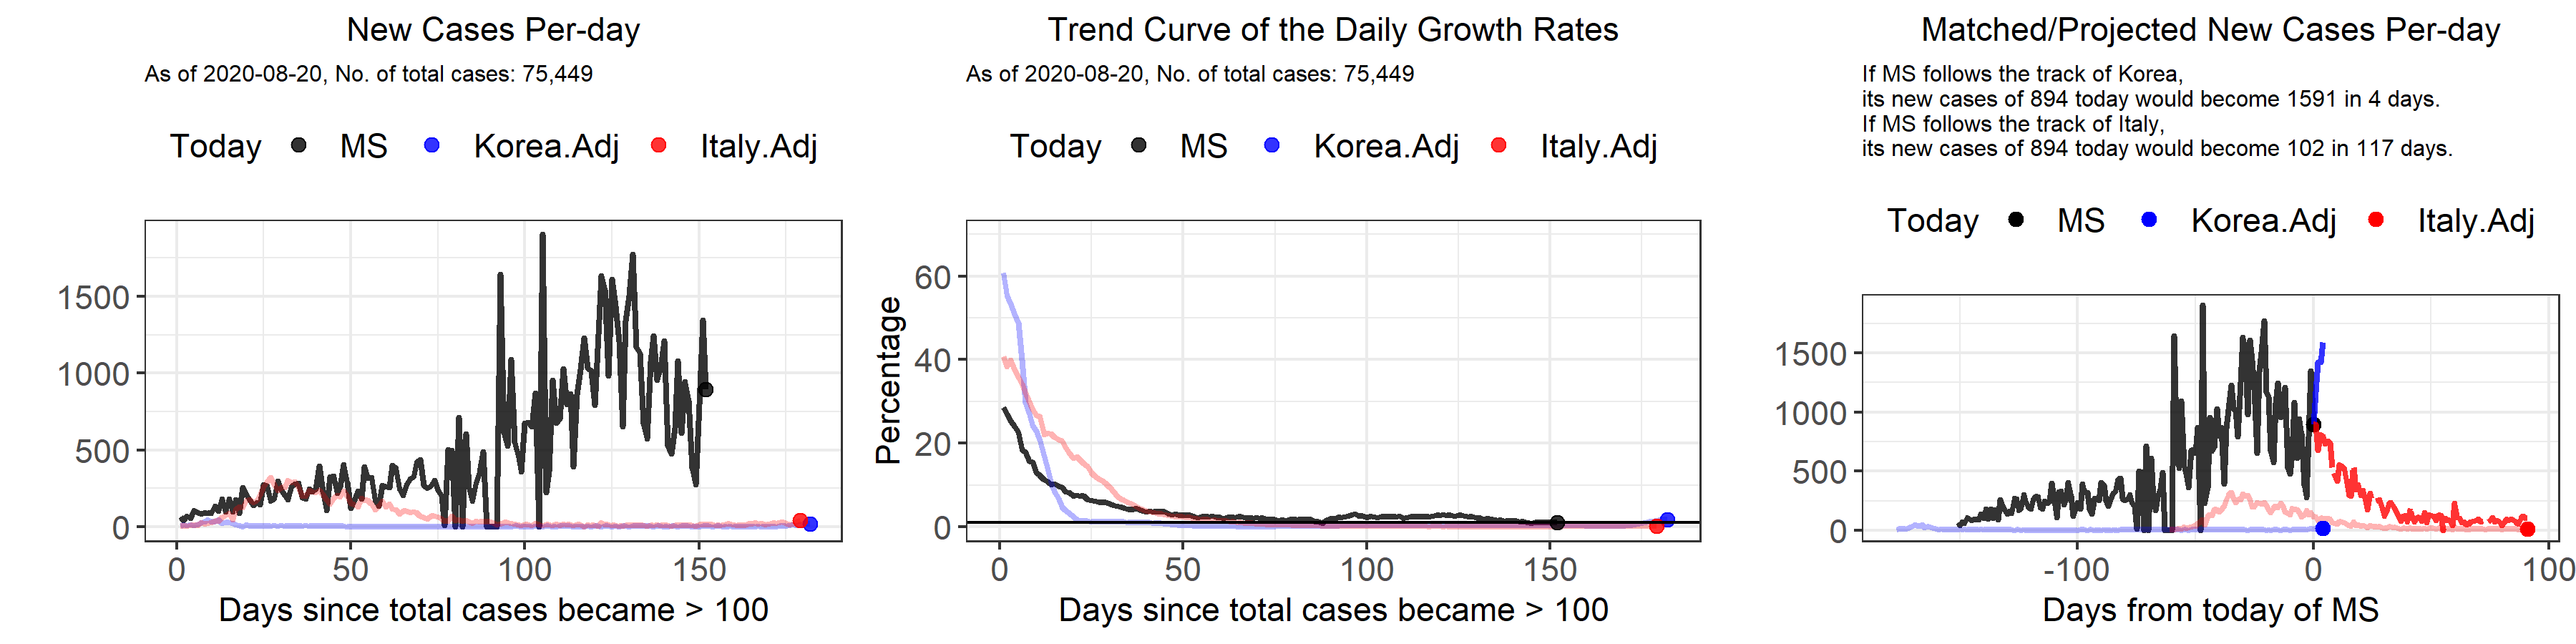 New Cases Per-day
As of 2020-08-20, No. of total cases: 75,449
Today MS Korea.Adj Italy.Adj
1500
1000
500
0
0 50 100 150
Days since total cases became > 100
Trend Curve of the Daily Growth Rates
As of 2020-08-20, No. of total cases: 75,449
Today MS Korea.Adj Italy.Adj
Percentage
60
40
20
0
0 50 100 150
Days since total cases became > 100
Matched/Projected New Cases Per-day
If MS follows the track of Korea,
its new cases of 894 today would become 1591 in 4 days.
If MS follows the track of Italy,
its new cases of 894 today would become 102 in 117 days.
Today MS Korea.Adj Italy.Adj
1500
1000
500
0
-100 0 100
Days from today of MS